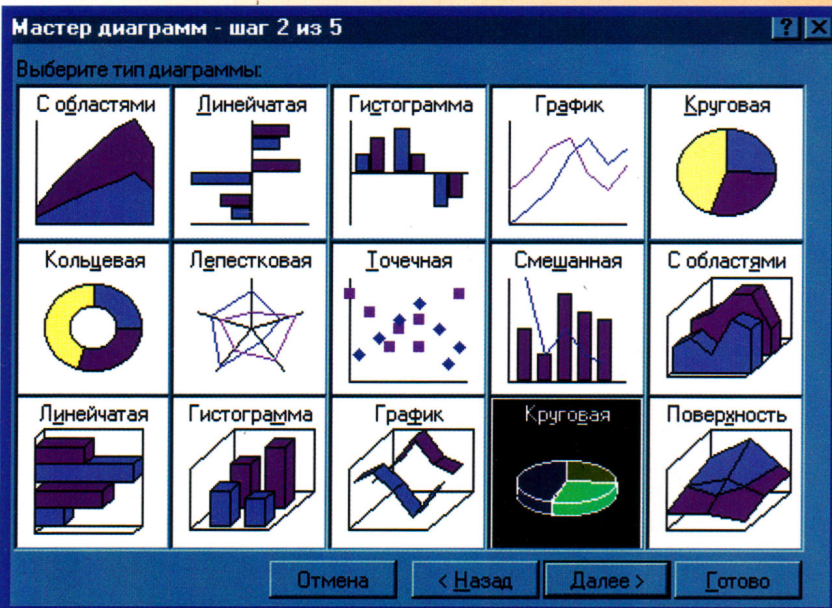 Мастер диаграмм - шаг 2 из 5
Выберите тип диаграммы:
С областями Линейчатая Гистограмма График Круговая
Кольцевая Лепестковая Точечная Смешанная С областями
Линейчатая Гистограмма График Круговая Поверхность
Отмена < Назад Далее > Готово